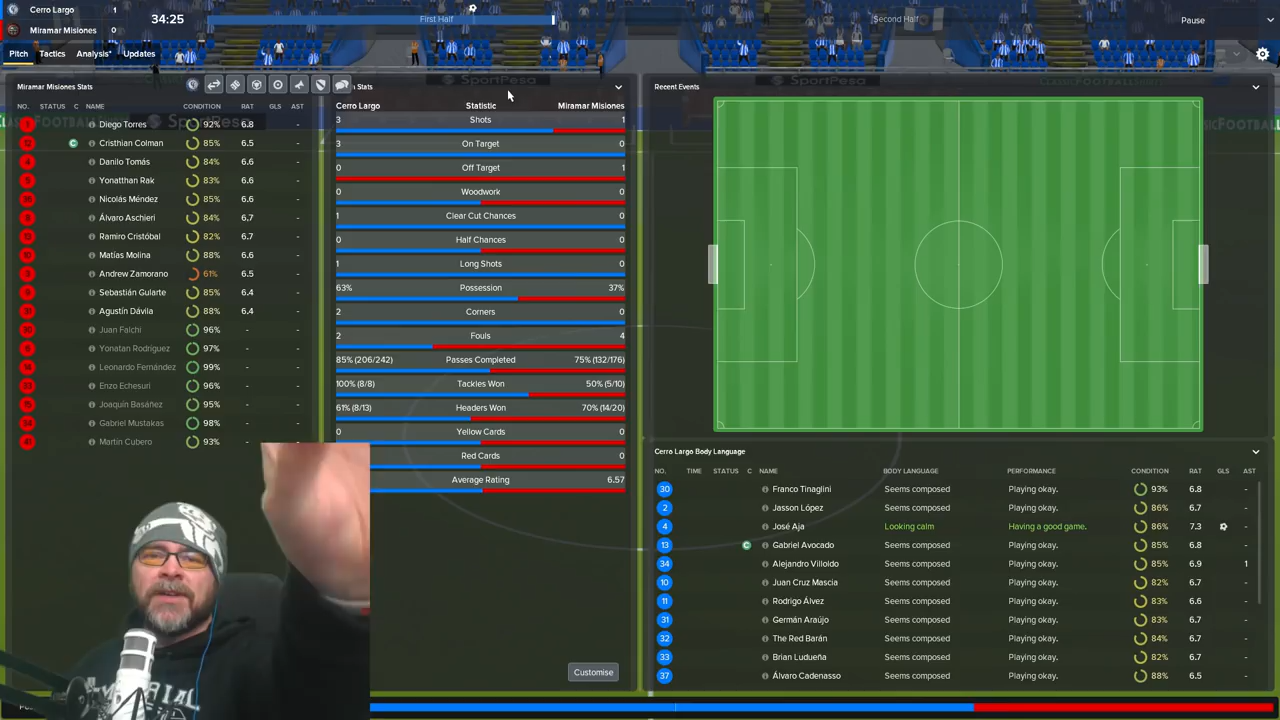 Cerro Largo 1
Miramar Misiones 0
34:25
First Half
Second Half
Pause
Pitch Tactics Analysis* Updates
SportPesa
SportPesa
Miramar Misiones Stats
NO. STATUS C NAME CONDITION RAT GLS AST
Diego Torres 92% 6.8 -
C Cristhian Colman 85% 6.5 -
Danilo Tomás 84% 6.6 -
Yonatthan Rak 83% 6.6 -
Nicolás Méndez 85% 6.6 -
Álvaro Aschieri 84% 6.7 -
Ramiro Cristóbal 82% 6.7 -
Matías Molina 88% 6.6 -
Andrew Zamorano 61% 6.5 -
Sebastián Gularte 85% 6.4 -
Agustín Dávila 88% 6.4 -
Juan Falchi 96% - -
Yonatan Rodríguez 97% - -
Leonardo Fernández 99% - -
Enzo Echesuri 96% - -
Joaquín Basáñez 95% - -
Gabriel Mustakas 98% - -
Martín Cubero 93% - -
Stats
Cerro Largo Statistic Miramar Misiones
3 Shots 1
3 On Target 0
0 Off Target 1
0 Woodwork 0
1 Clear Cut Chances 0
0 Half Chances 0
1 Long Shots 0
63% Possession 37%
2 Corners 0
2 Fouls 4
85% (206/242) Passes Completed 75% (132/176)
100% (8/8) Tackles Won 50% (5/10)
61% (8/13) Headers Won 70% (14/20)
0 Yellow Cards 0
Red Cards 0
Average Rating 6.57
Customise
Recent Events
Cerro Largo Body Language
NO. TIME STATUS C NAME BODY LANGUAGE PERFORMANCE CONDITION RAT GLS AST
30 Franco Tinaglini Seems composed Playing okay. 93% 6.8 - -
2 Jasson López Seems composed Playing okay. 86% 6.7 - -
4 José Aja Looking calm Having a good game. 86% 7.3 -
13 C Gabriel Avocado Seems composed Playing okay. 85% 6.8 - -
34 Alejandro Villoldo Seems composed Playing okay. 85% 6.9 - 1
10 Juan Cruz Mascia Seems composed Playing okay. 82% 6.7 - -
11 Rodrigo Álvez Seems composed Playing okay. 83% 6.6 - -
31 Germán Araújo Seems composed Playing okay. 83% 6.7 - -
32 The Red Barán Seems composed Playing okay. 84% 6.7 - -
33 Brian Ludueña Seems composed Playing okay. 82% 6.7 - -
37 Álvaro Cadenasso Seems composed Playing okay. 88% 6.5 - -